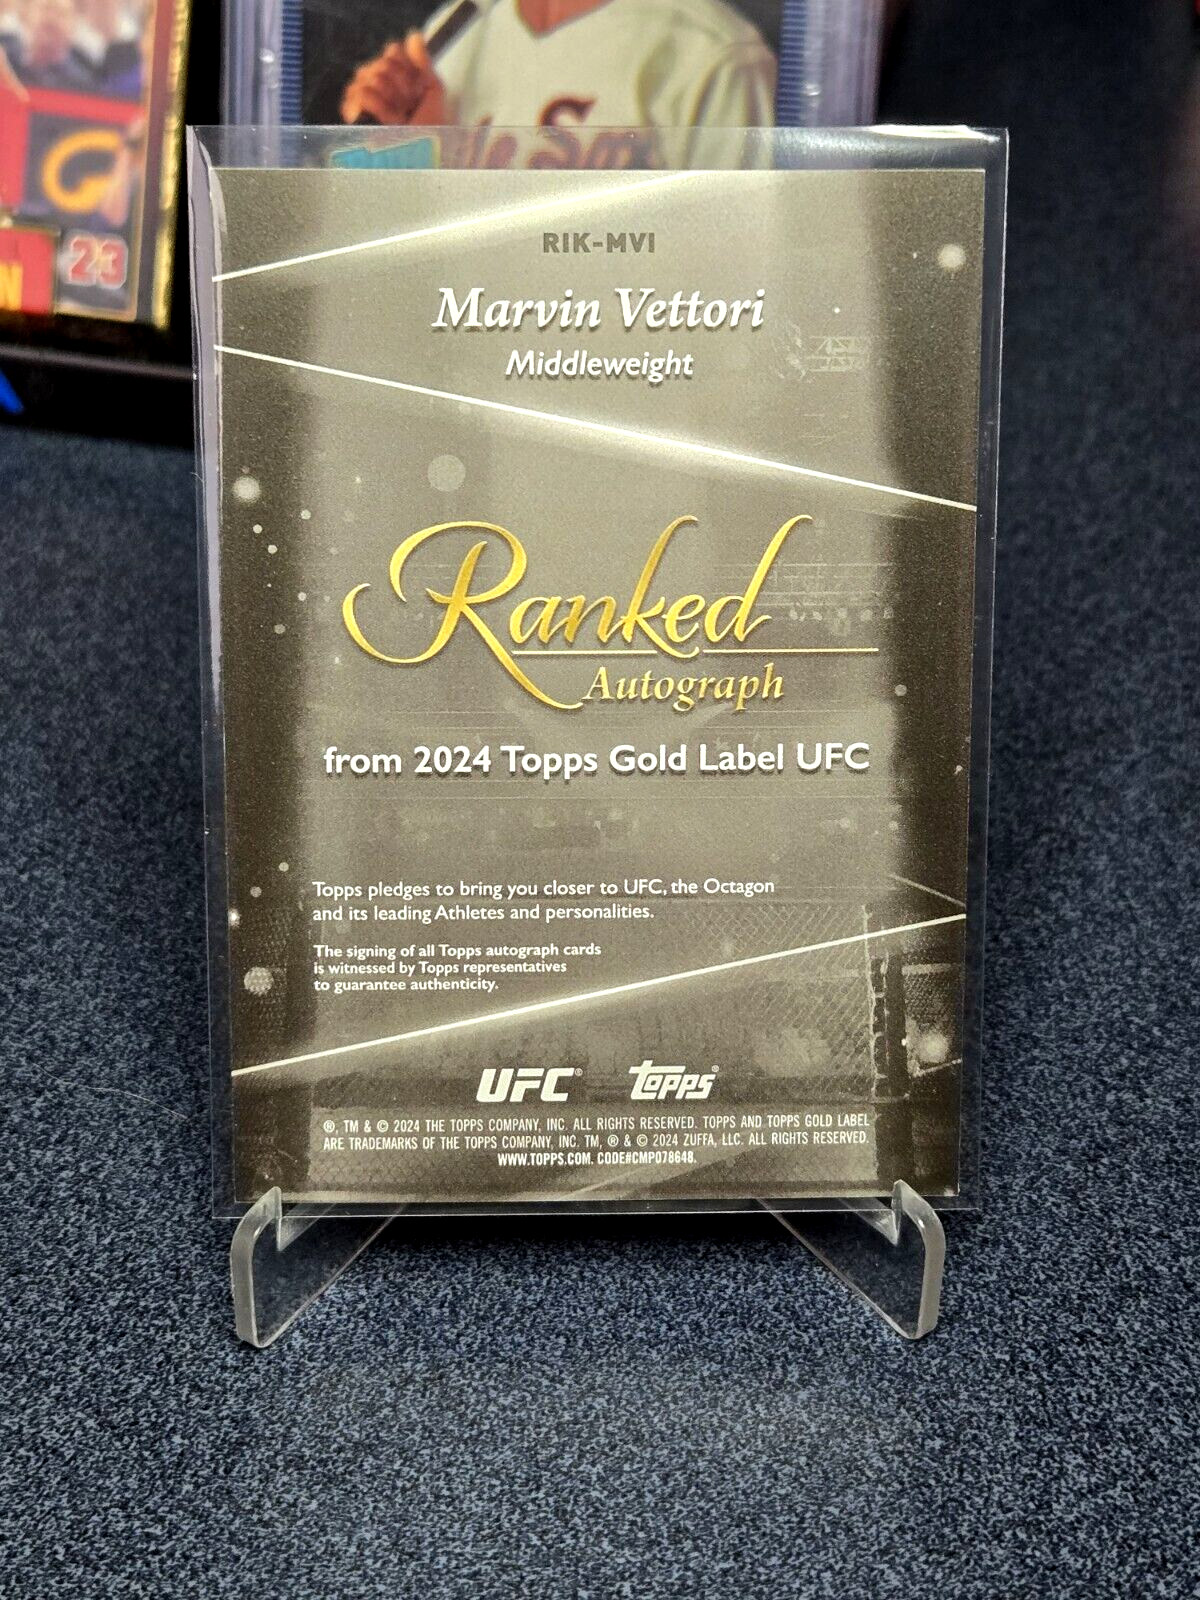 23
N
RIK-MVI
Marvin Vettori
Middleweight
Ranked
Autograph
from 2024 Topps Gold Label UFC
Topps pledges to bring you closer to UFC, the Octagon
and its leading Athletes and personalities.
The signing of all Topps autograph cards
is witnessed by Topps representatives
to guarantee authenticity.
UFC® topps®
®, TM & © 2024 THE TOPPS COMPANY, INC. ALL RIGHTS RESERVED. TOPPS AND TOPPS GOLD LABEL
ARE TRADEMARKS OF THE TOPPS COMPANY, INC. TM, ® & © 2024 ZUFFA, LLC. ALL RIGHTS RESERVED.
WWW.TOPPS.COM. CODE#CMP078648.